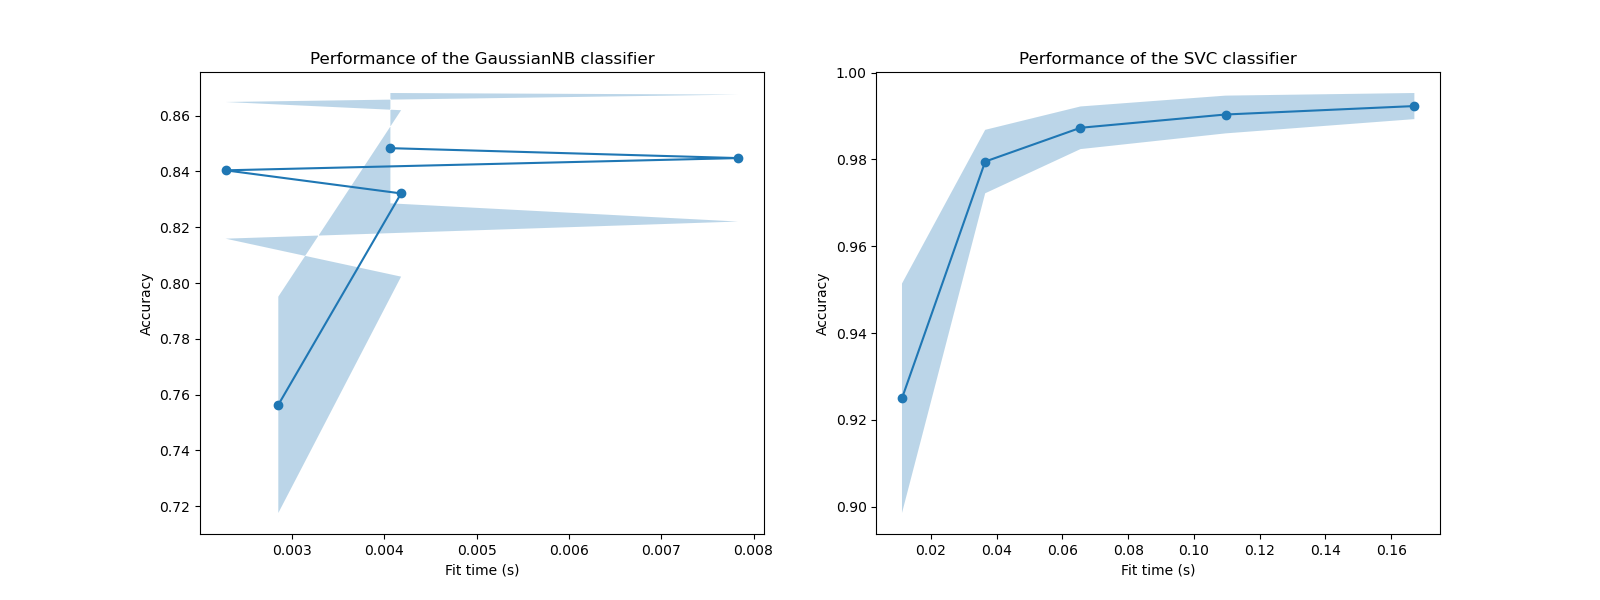 Performance of the GaussianNB classifier
0.86
0.84
0.82
0.80
0.78
0.76
0.74
0.72
Accuracy
0.003 0.004 0.005 0.006 0.007 0.008
Fit time (s)
Performance of the SVC classifier
1.00
0.98
0.96
0.94
0.92
0.90
Accuracy
0.02 0.04 0.06 0.08 0.10 0.12 0.14 0.16
Fit time (s)